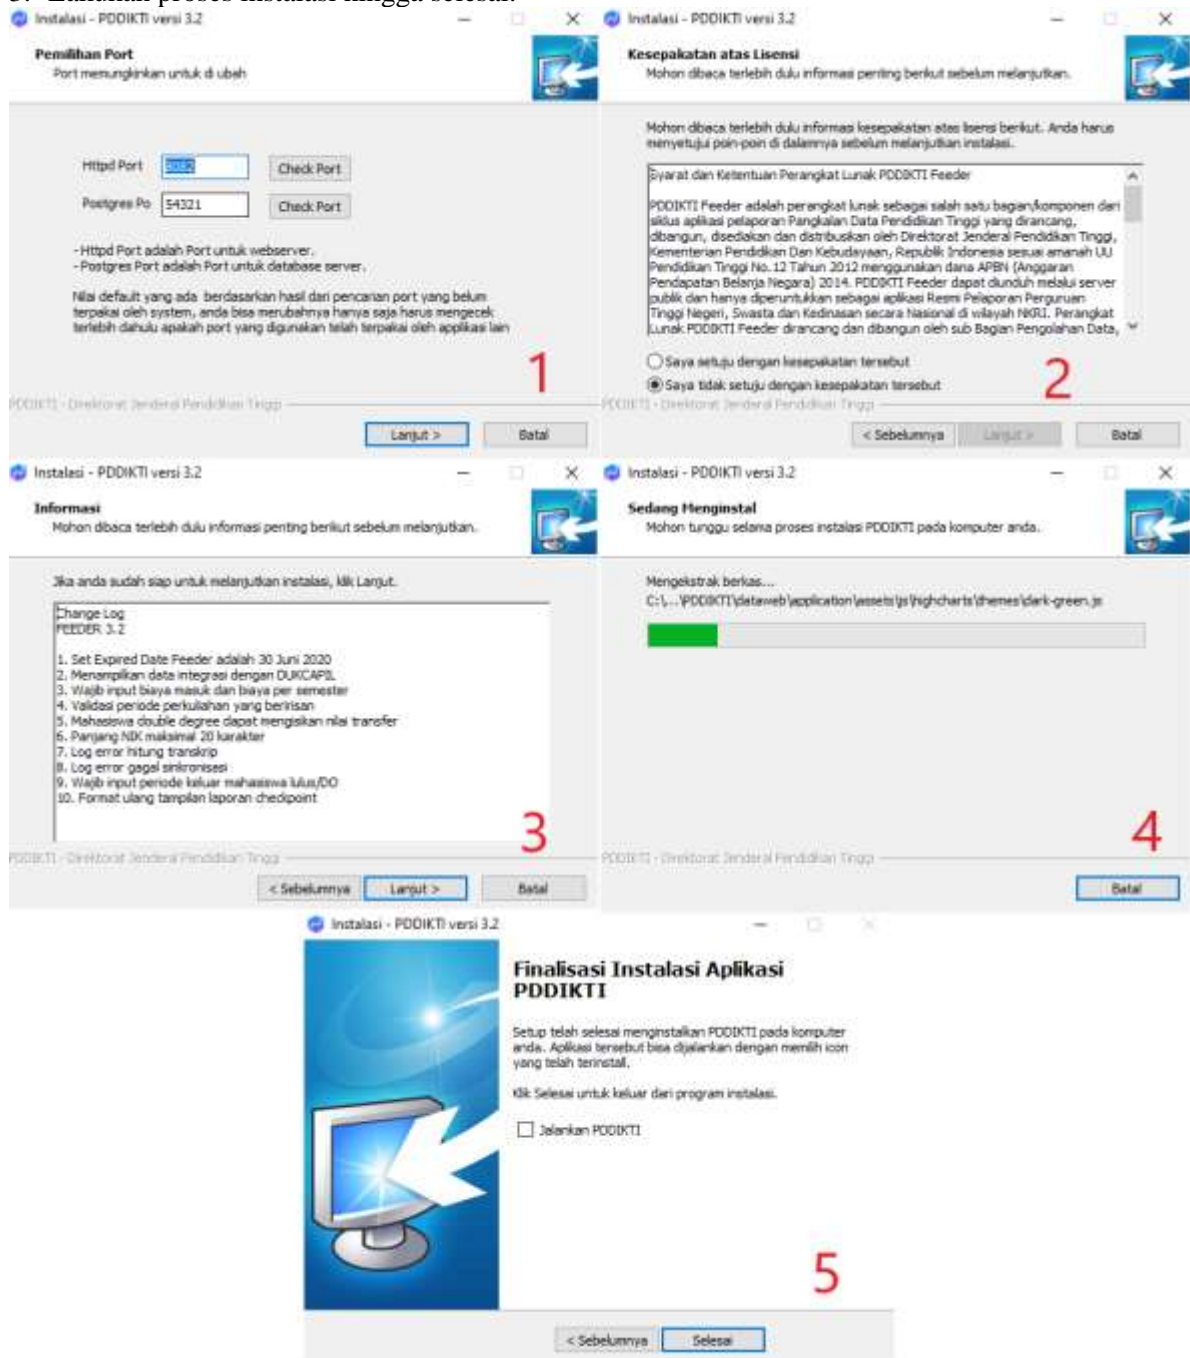 3. Lakukan proses instalasi hingga selesai.
Instalasi - PDDIKTI versi 3.2
Pemilihan Port
Port memungkinkan untuk di ubah
Httpd Port 8082 Check Port
Postgres Po 54321 Check Port
-Httpd Port adalah Port untuk webserver.
-Postgres Port adalah Port untuk database server.
Nilai default yang ada berdasarkan hasil dari pencarian port yang belum
terpakai oleh system, anda bisa merubahnya hanya saja harus mengecek
terlebih dahulu apakah port yang digunakan telah terpakai oleh applikasi lain
1
PDDIKTI - Direktorat Jenderal Pendidikan Tinggi
Lanjut > Batal
Instalasi - PDDIKTI versi 3.2
Kesepakatan atas Lisensi
Mohon dibaca terlebih dulu informasi penting berikut sebelum melanjutkan.
Mohon dibaca terlebih dulu informasi kesepakatan atas lisensi berikut. Anda harus
menyetujui poin-poin di dalamnya sebelum melanjutkan instalasi.
Syarat dan Ketentuan Perangkat Lunak PDDIKTI Feeder
PDDIKTI Feeder adalah perangkat lunak sebagai salah satu bagian/komponen dari
siklus aplikasi pelaporan Pangkalan Data Pendidikan Tinggi yang dirancang,
dibangun, disediakan dan distribusikan oleh Direktorat Jenderal Pendidikan Tinggi,
Kementerian Pendidikan Dan Kebudayaan, Republik Indonesia sesuai amanah UU
Pendidikan Tinggi No.12 Tahun 2012 menggunakan dana APBN (Anggaran
Pendapatan Belanja Negara) 2014. PDDIKTI Feeder dapat diunduh melalui server
publik dan hanya diperuntukkan sebagai aplikasi Resmi Pelaporan Perguruan
Tinggi Negeri, Swasta dan Kedinasan secara Nasional di wilayah NKRI. Perangkat
Lunak PDDIKTI Feeder dirancang dan dibangun oleh sub Bagian Pengolahan Data,
Saya setuju dengan kesepakatan tersebut
Saya tidak setuju dengan kesepakatan tersebut
2
PDDIKTI - Direktorat Jenderal Pendidikan Tinggi
< Sebelumnya Lanjut > Batal
Instalasi - PDDIKTI versi 3.2
Informasi
Mohon dibaca terlebih dulu informasi penting berikut sebelum melanjutkan.
Jika anda sudah siap untuk melanjutkan instalasi, klik Lanjut.
Change Log
FEEDER 3.2
1. Set Expired Date Feeder adalah 30 Juni 2020
2. Menampilkan data integrasi dengan DUKCAPIL
3. Wajib input biaya masuk dan biaya per semester
4. Validasi periode perkuliahan yang beririsan
5. Mahasiswa double degree dapat mengisikan nilai transfer
6. Panjang NIK maksimal 20 karakter
7. Log error hitung transkrip
8. Log error gagal sinkronisasi
9. Wajib input periode keluar mahasiswa lulus/DO
10. Format ulang tampilan laporan checkpoint
3
PDDIKTI - Direktorat Jenderal Pendidikan Tinggi
< Sebelumnya Lanjut > Batal
Instalasi - PDDIKTI versi 3.2
Sedang Menginstal
Mohon tunggu selama proses instalasi PDDIKTI pada komputer anda.
Mengekstrak berkas...
C:\...\PDDIKTI\dataweb\application\assets\js\highcharts\themes\dark-green.js
4
PDDIKTI - Direktorat Jenderal Pendidikan Tinggi
Batal
Instalasi - PDDIKTI versi 3.2
Finalisasi Instalasi Aplikasi
PDDIKTI
Setup telah selesai menginstalkan PDDIKTI pada komputer
anda. Aplikasi tersebut bisa dijalankan dengan memilih icon
yang telah terinstall.
Klik Selesai untuk keluar dari program instalasi.
Jalankan PDDIKTI
5
< Sebelumnya Selesai